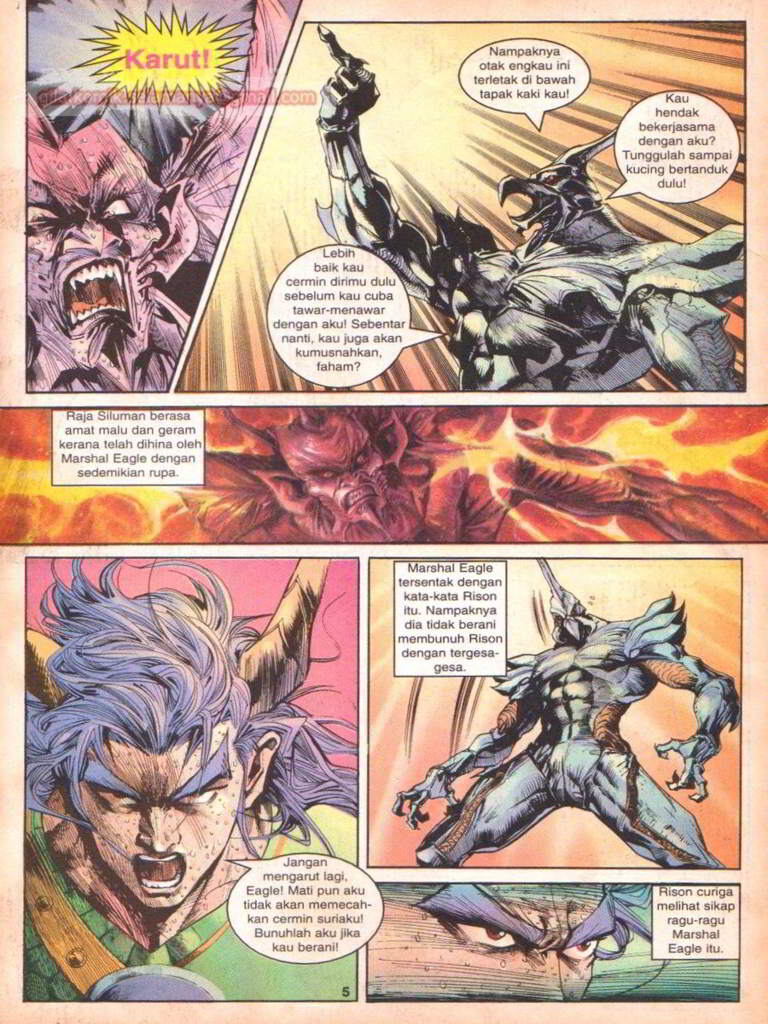 Karut!
Nampaknya
otak engkau ini
terletak di bawah
tapak kaki kau!
Kau
hendak
bekerjasama
dengan aku?
Tunggulah sampai
kucing bertanduk
dulu!
Lebih
baik kau
cermin dirimu dulu
sebelum kau cuba
tawar-menawar
dengan aku! Sebentar
nanti, kau juga akan
kumusnahkan,
faham?
Raja Siluman berasa
amat malu dan geram
kerana telah dihina oleh
Marshal Eagle dengan
sedemikian rupa.
Marshal Eagle
tersentak dengan
kata-kata Rison
itu. Nampaknya
dia tidak berani
membunuh Rison
dengan tergesa-
gesa.
Jangan
mengarut lagi,
Eagle! Mati pun aku
tidak akan memecah-
kan cermin suriaku!
Bunuhlah aku jika
kau berani!
Rison curiga
melihat sikap
ragu-ragu
Marshal
Eagle itu.
5